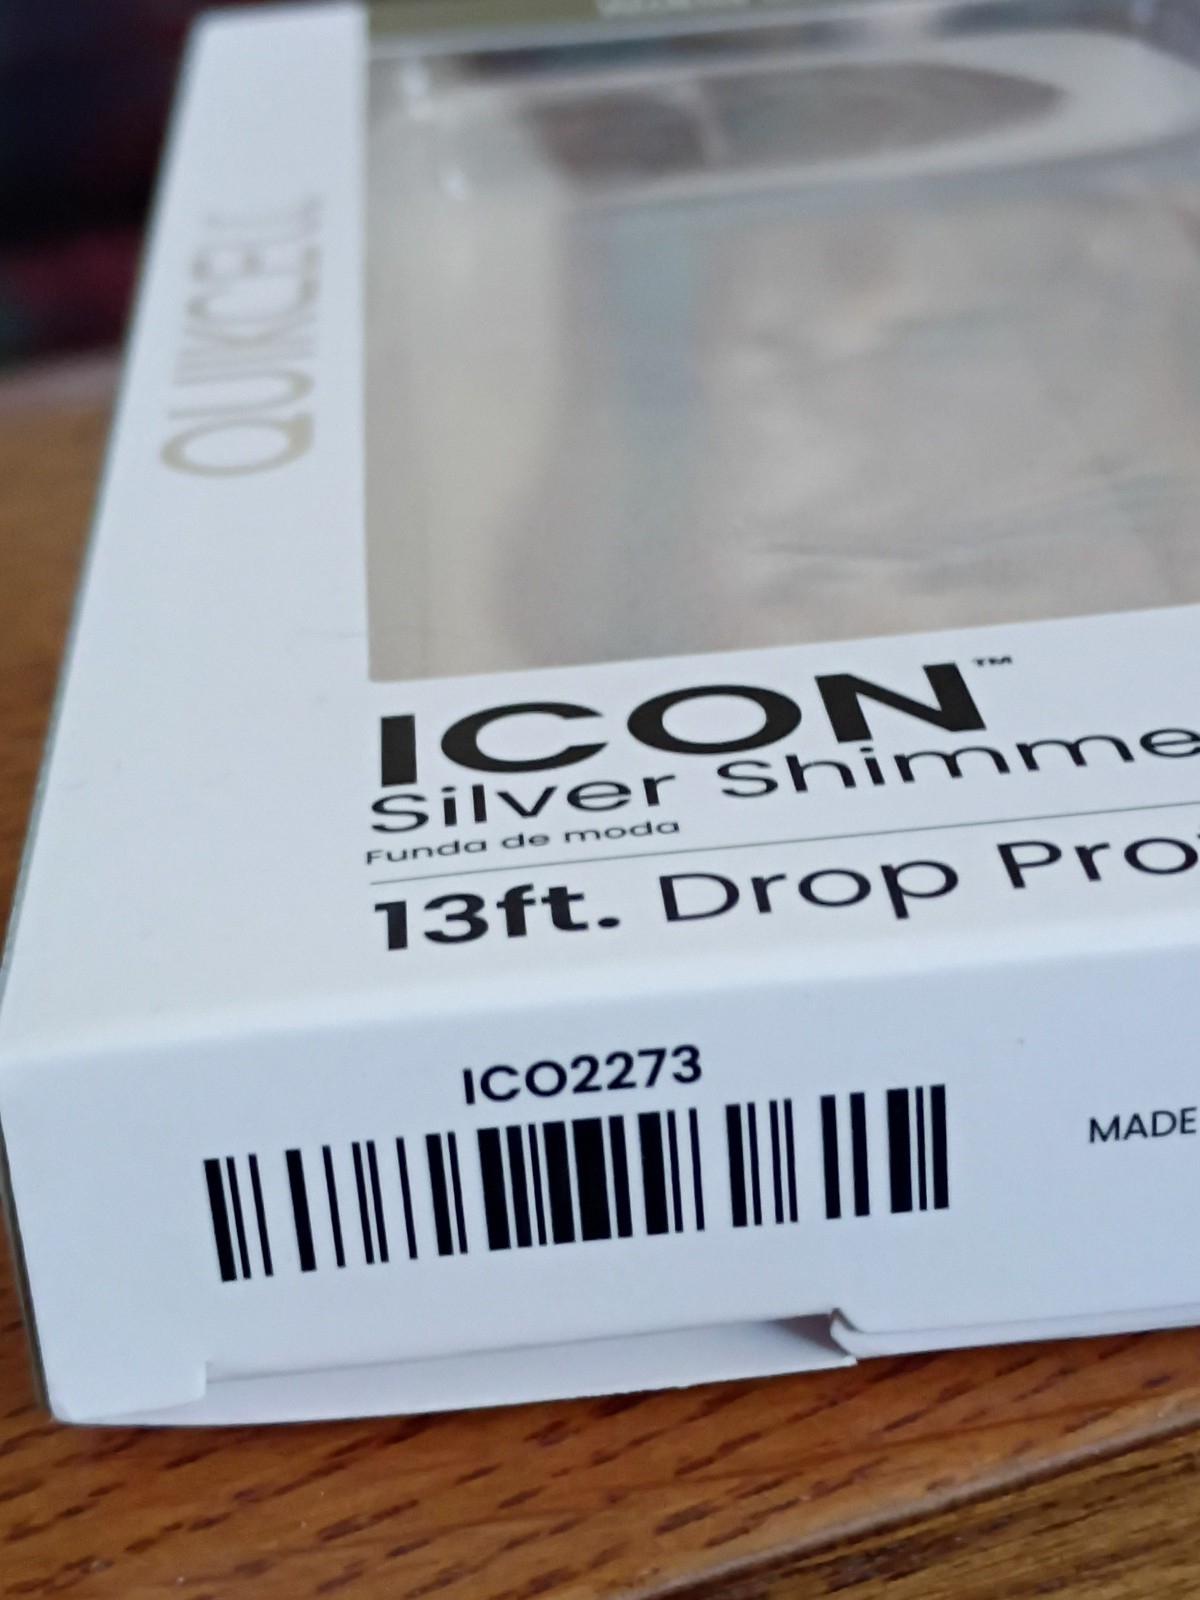 QUIKCELL
ICON™
Silver Shimme
Funda de moda
13ft. Drop Pro
ICO2273
MADE